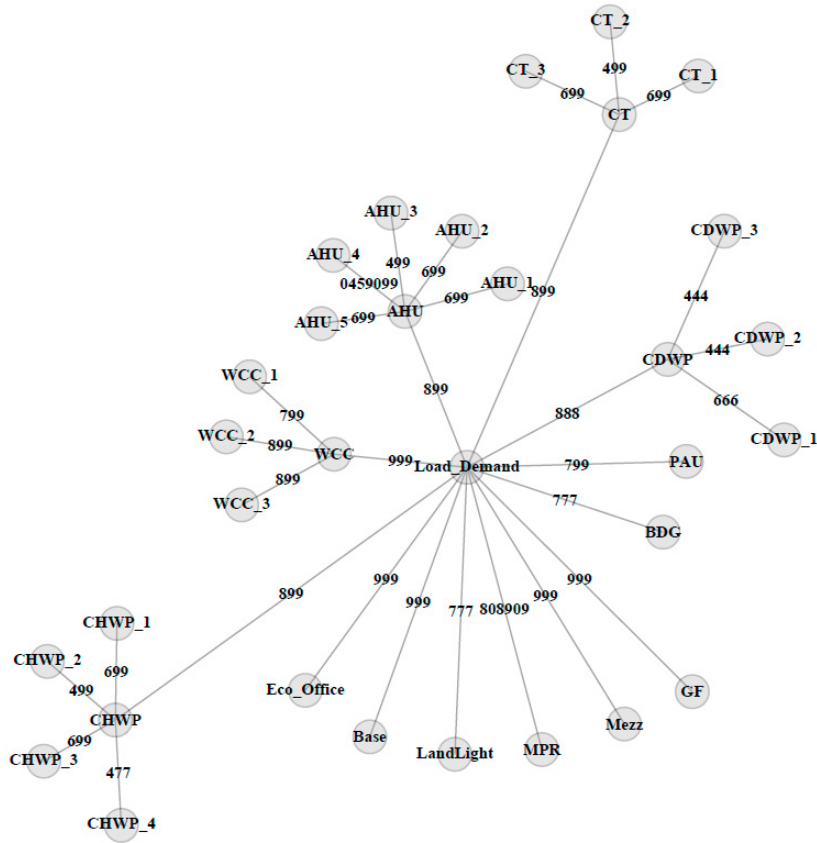 CT_2
CT_3
499
CT_1
699
699
CT
AHU_3
AHU_2
CDWP_3
AHU_4
499
699
AHU_1
0459099
699
899
444
AHU_5
699
AHU
CDWP_2
444
CDWP
WCC_1
899
666
799
888
WCC_2
899
CDWP_1
WCC
999
Load_Demand
799
PAU
899
WCC_3
777
BDG
999
999
899
999
777
808909
999
CHWP_1
CHWP_2
699
499
Eco_Office
GF
CHWP
Mezz
699
Base
CHWP_3
LandLight
MPR
477
CHWP_4